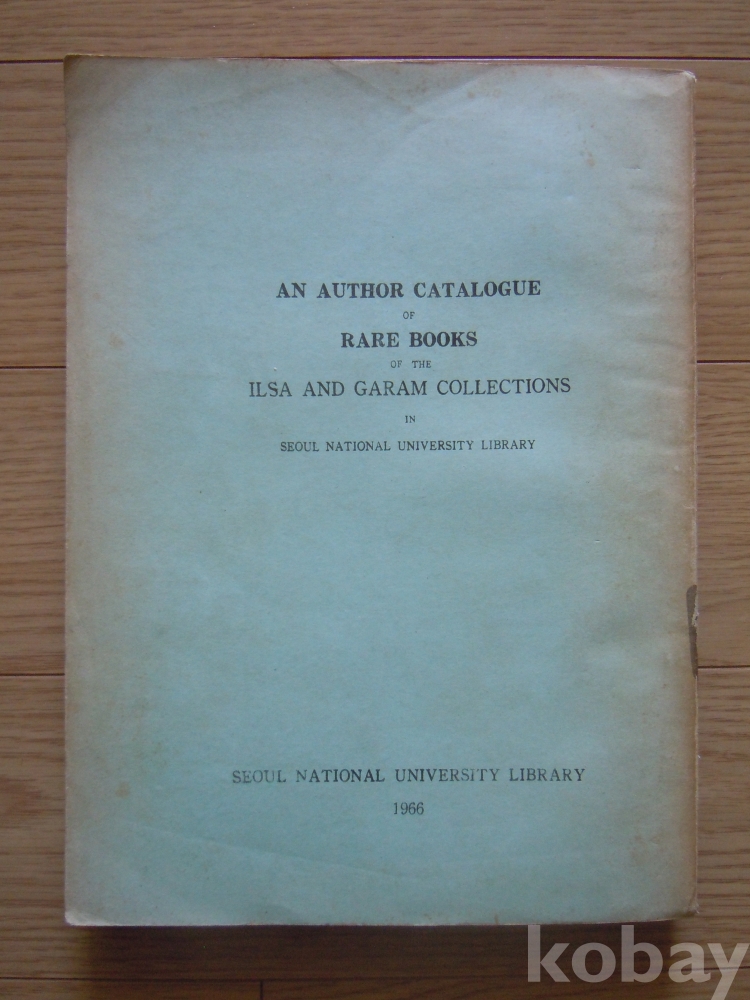 AN AUTHOR CATALOGUE
OF
RARE BOOKS
OF THE
ILSA AND GARAM COLLECTIONS
IN
SEOUL NATIONAL UNIVERSITY LIBRARY
SEOUL NATIONAL UNIVERSITY LIBRARY
1966
kobay